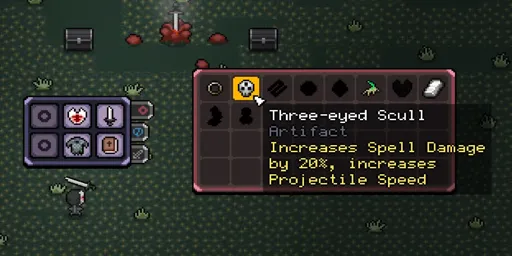 Three-eyed Scull
Artifact
Increases Spell Damage
by 20%, increases
Projectile Speed